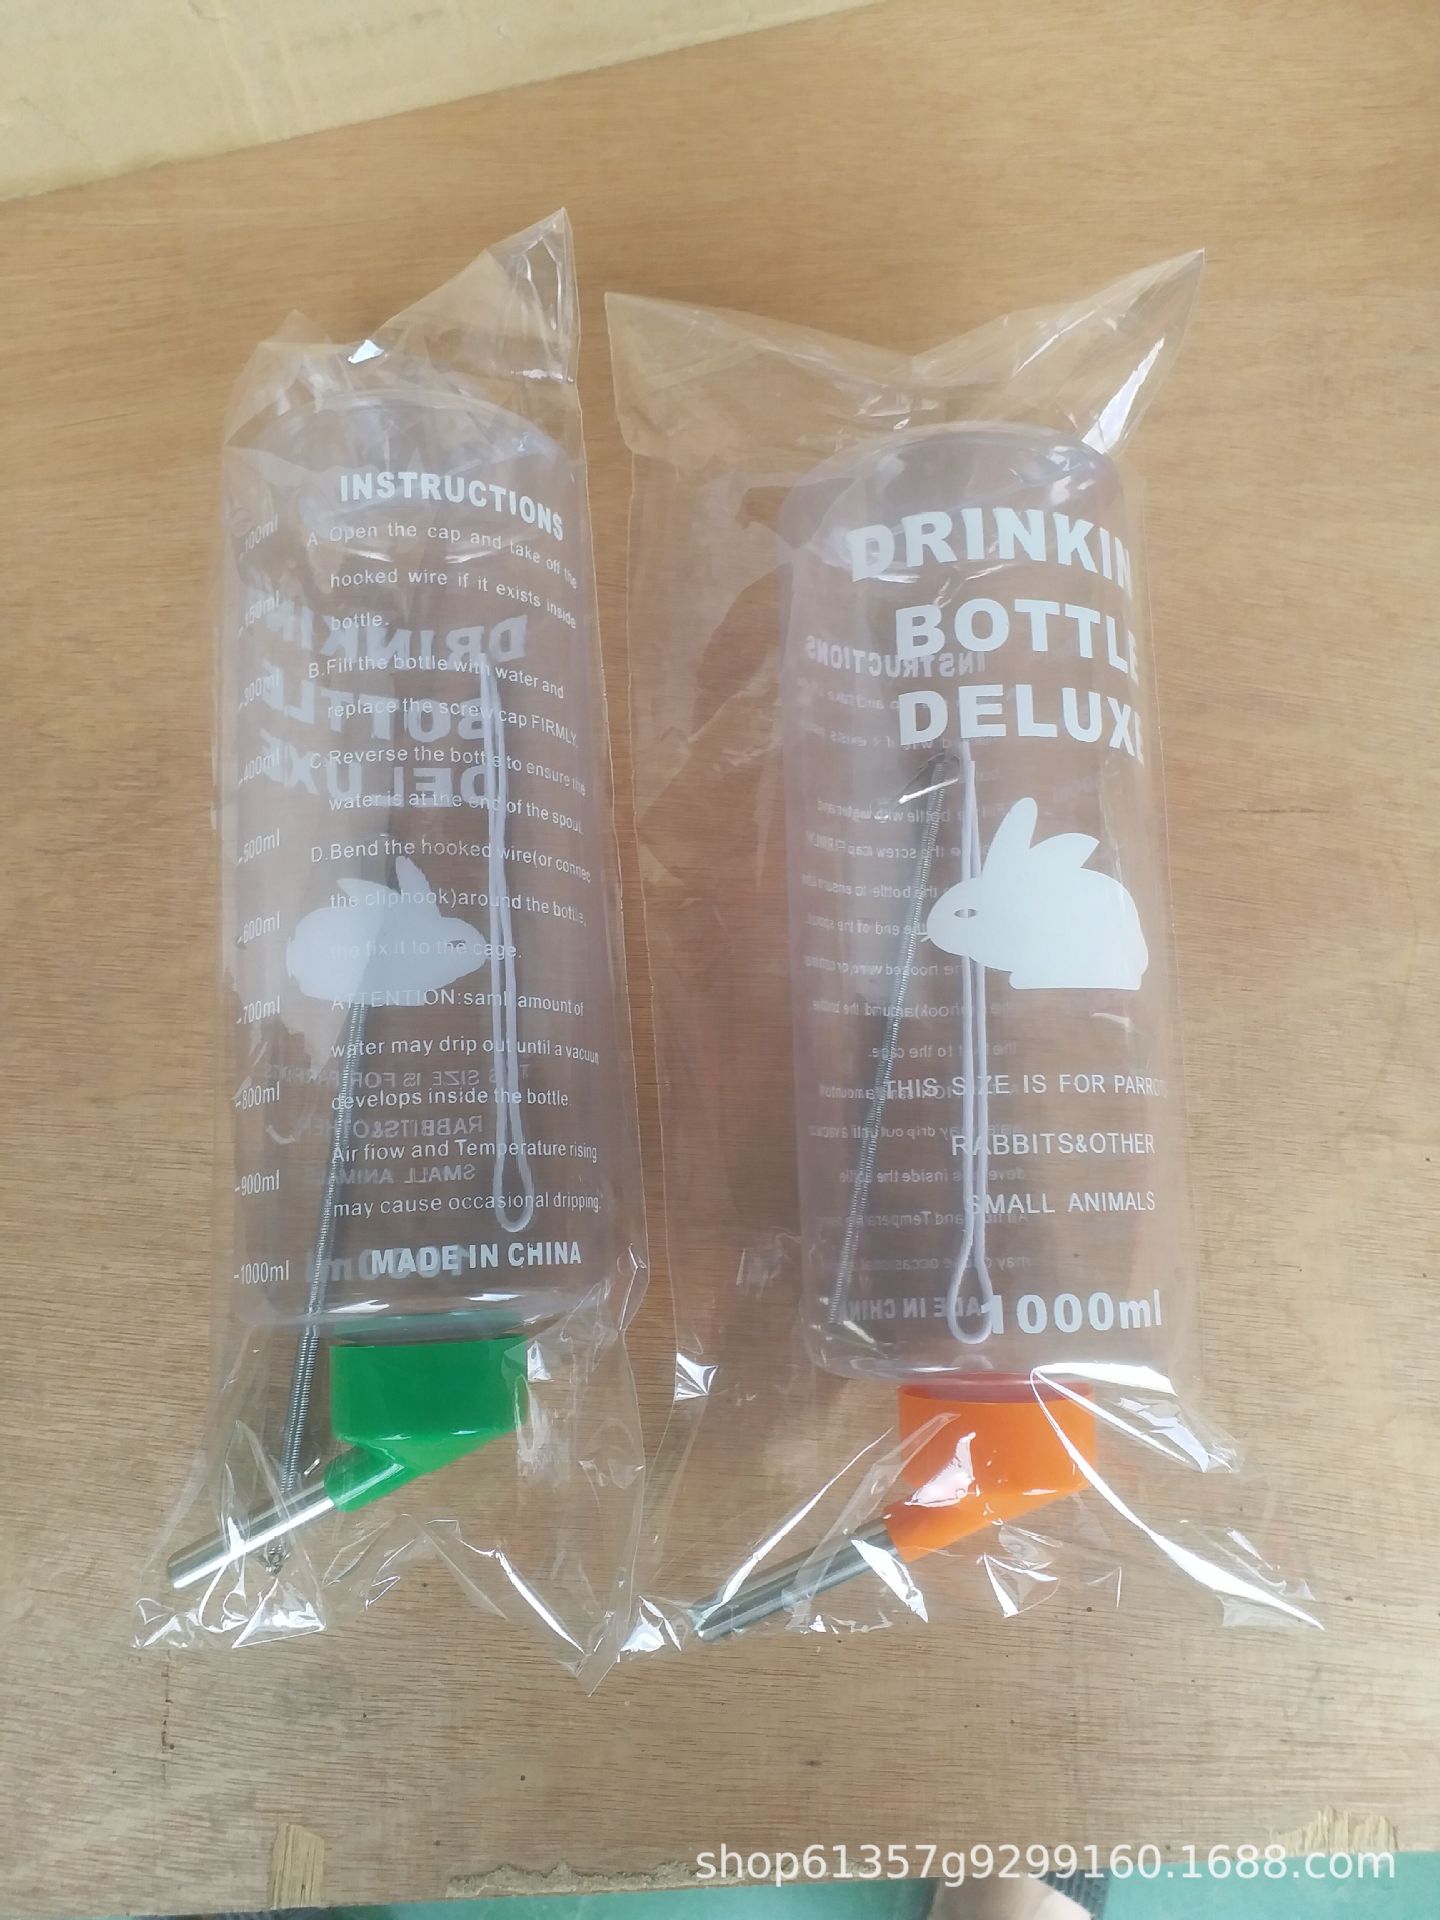 INSTRUCTIONS
A Open the cap and take off the
hooked wire if it exists inside
bottle.
B.Fill the bottle with water and
replace the screw cap FIRMLY.
C.Reverse the bottle to ensure the
water is at the end of the spout
D.Bend the hooked wire(or connec
the cliphook)around the bottle,
the fix it to the cage.
ATTENTION:samll amount of
water may drip out until a vacuum
develops inside the bottle.
Air fiow and Temperature rising
may cause occasional dripping.
MADE IN CHINA
-100ml
-150ml
-300ml
-400ml
-500ml
-600ml
-700ml
-800ml
-900ml
-1000ml
DRINKIN
BOTTLE
DELUXE
THIS SIZE IS FOR PARROT
RABBITS&OTHER
SMALL ANIMALS
1000ml
shop61357g9299160.1688.com